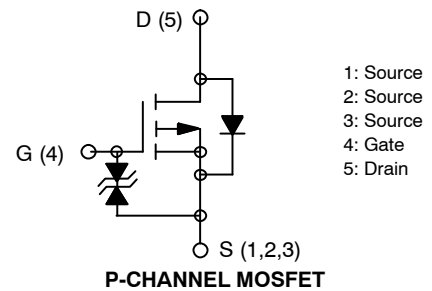 D (5)
1: Source
2: Source
3: Source
4: Gate
5: Drain
G (4)
S (1,2,3)
P-CHANNEL MOSFET